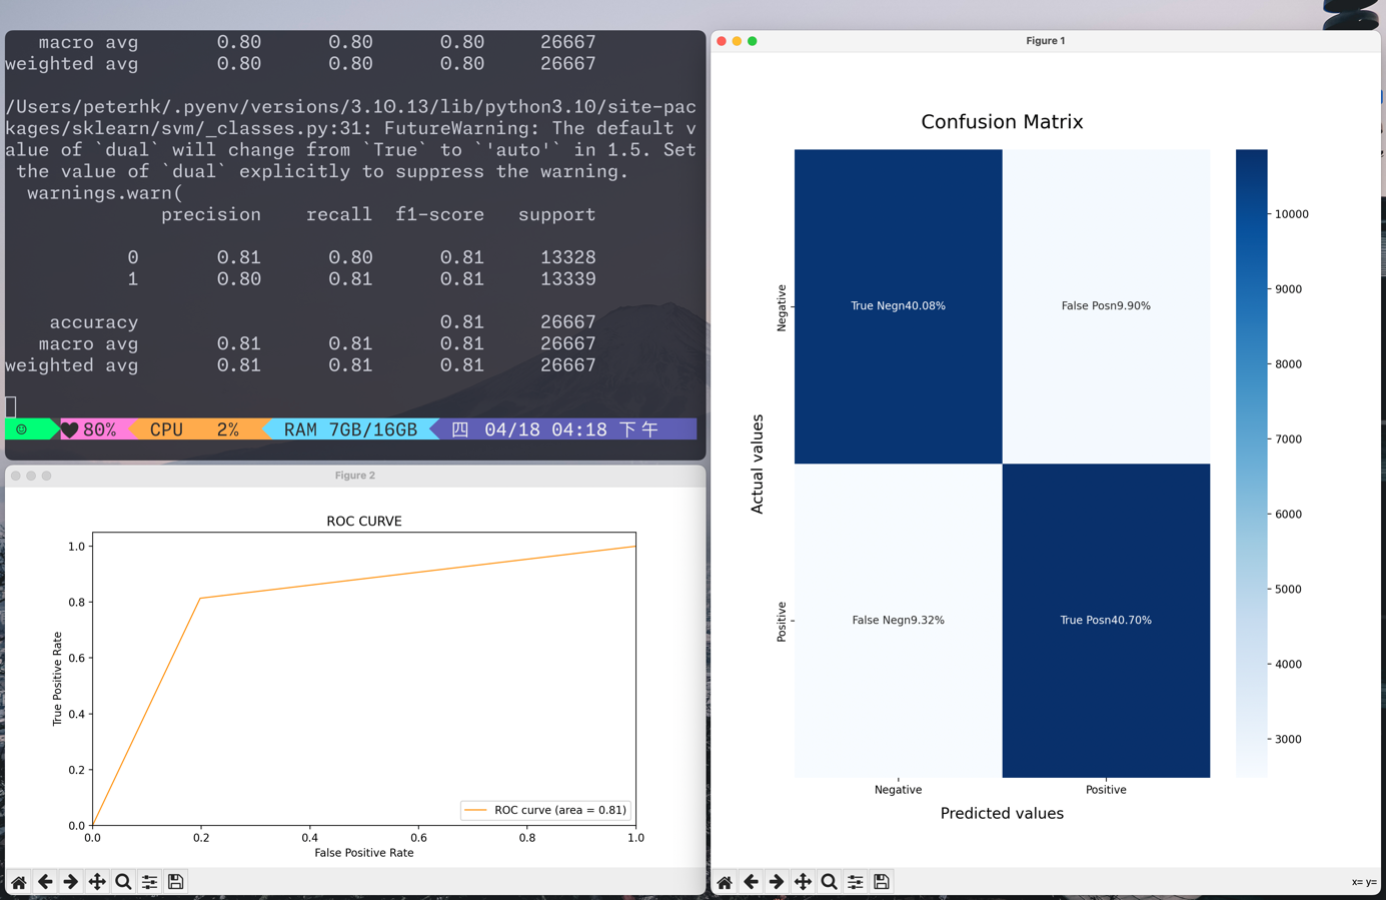 macro avg 0.80 0.80 0.80 26667
weighted avg 0.80 0.80 0.80 26667
/Users/peterhk/.pyenv/versions/3.10.13/lib/python3.10/site-pac
kages/sklearn/svm/_classes.py:31: FutureWarning: The default v
alue of `dual` will change from `True` to `'auto'` in 1.5. Set
the value of `dual` explicitly to suppress the warning.
warnings.warn(
precision recall f1-score support
0 0.81 0.80 0.81 13328
1 0.80 0.81 0.81 13339
accuracy 0.81 26667
macro avg 0.81 0.81 0.81 26667
weighted avg 0.81 0.81 0.81 26667
80% CPU 2% RAM 7GB/16GB 四 04/18 04:18 下午
Figure 2
ROC CURVE
1.0
0.8
0.6
0.4
0.2
0.0
True Positive Rate
ROC curve (area = 0.81)
0.0 0.2 0.4 0.6 0.8 1.0
False Positive Rate
Figure 1
Confusion Matrix
Actual values
Negative
Positive
True Negn40.08%
False Posn9.90%
False Negn9.32%
True Posn40.70%
Negative Positive
Predicted values
10000
9000
8000
7000
6000
5000
4000
3000
x= y=